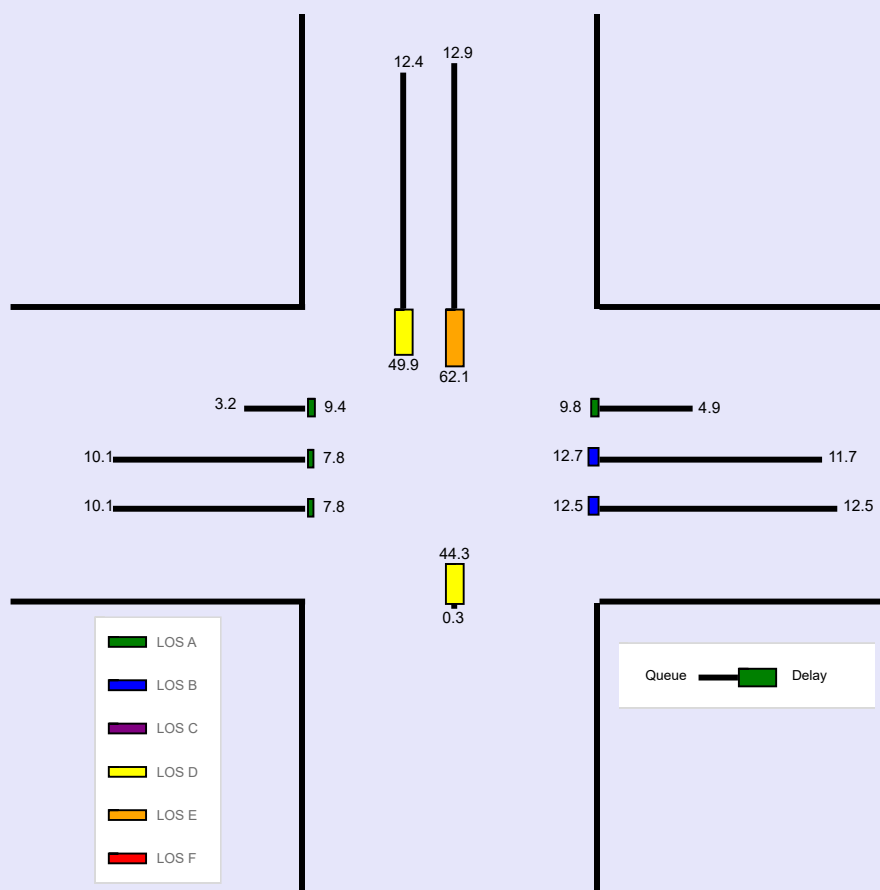 12.4
12.9
49.9
62.1
3.2
9.4
9.8
4.9
10.1
7.8
12.7
11.7
10.1
7.8
12.5
12.5
44.3
0.3
LOS A
LOS B
LOS C
LOS D
LOS E
LOS F
Queue
Delay